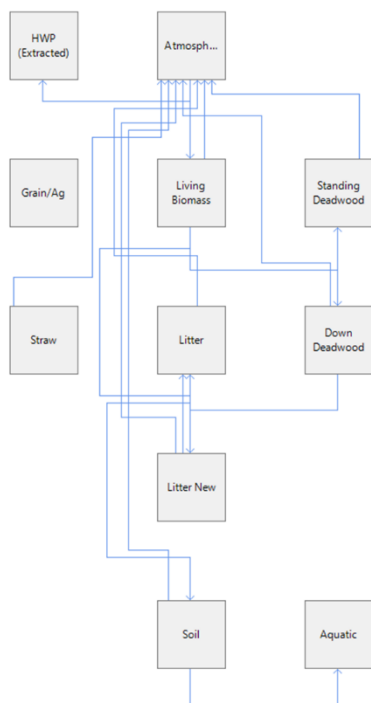 HWP
(Extracted)
Atmosph...
Grain/Ag
Living
Biomass
Standing
Deadwood
Straw
Litter
Down
Deadwood
Litter New
Soil
Aquatic